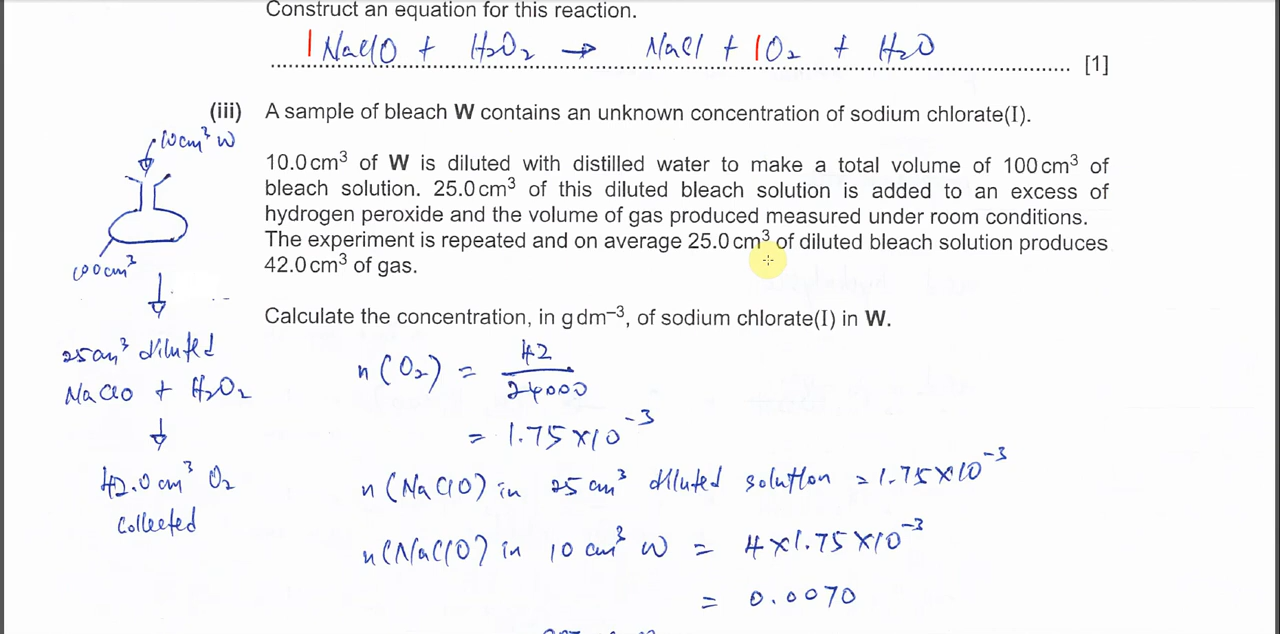 Construct an equation for this reaction.
1 NaClO + H₂O₂ → NaCl + 1 O₂ + H₂O
[1]
(iii) A sample of bleach W contains an unknown concentration of sodium chlorate(I).
10cm³ W
10.0 cm³ of W is diluted with distilled water to make a total volume of 100 cm³ of
bleach solution. 25.0 cm³ of this diluted bleach solution is added to an excess of
hydrogen peroxide and the volume of gas produced measured under room conditions.
The experiment is repeated and on average 25.0 cm³ of diluted bleach solution produces
42.0 cm³ of gas.
100cm³
Calculate the concentration, in g dm⁻³, of sodium chlorate(I) in W.
25cm³ diluted
NaClO + H₂O₂
42.0 cm³ O₂
collected
n(O₂) = 42 / 24000
= 1.75 × 10⁻³
n(NaClO) in 25 cm³ diluted solution = 1.75 × 10⁻³
n(NaClO) in 10 cm³ W = 4 × 1.75 × 10⁻³
= 0.0070